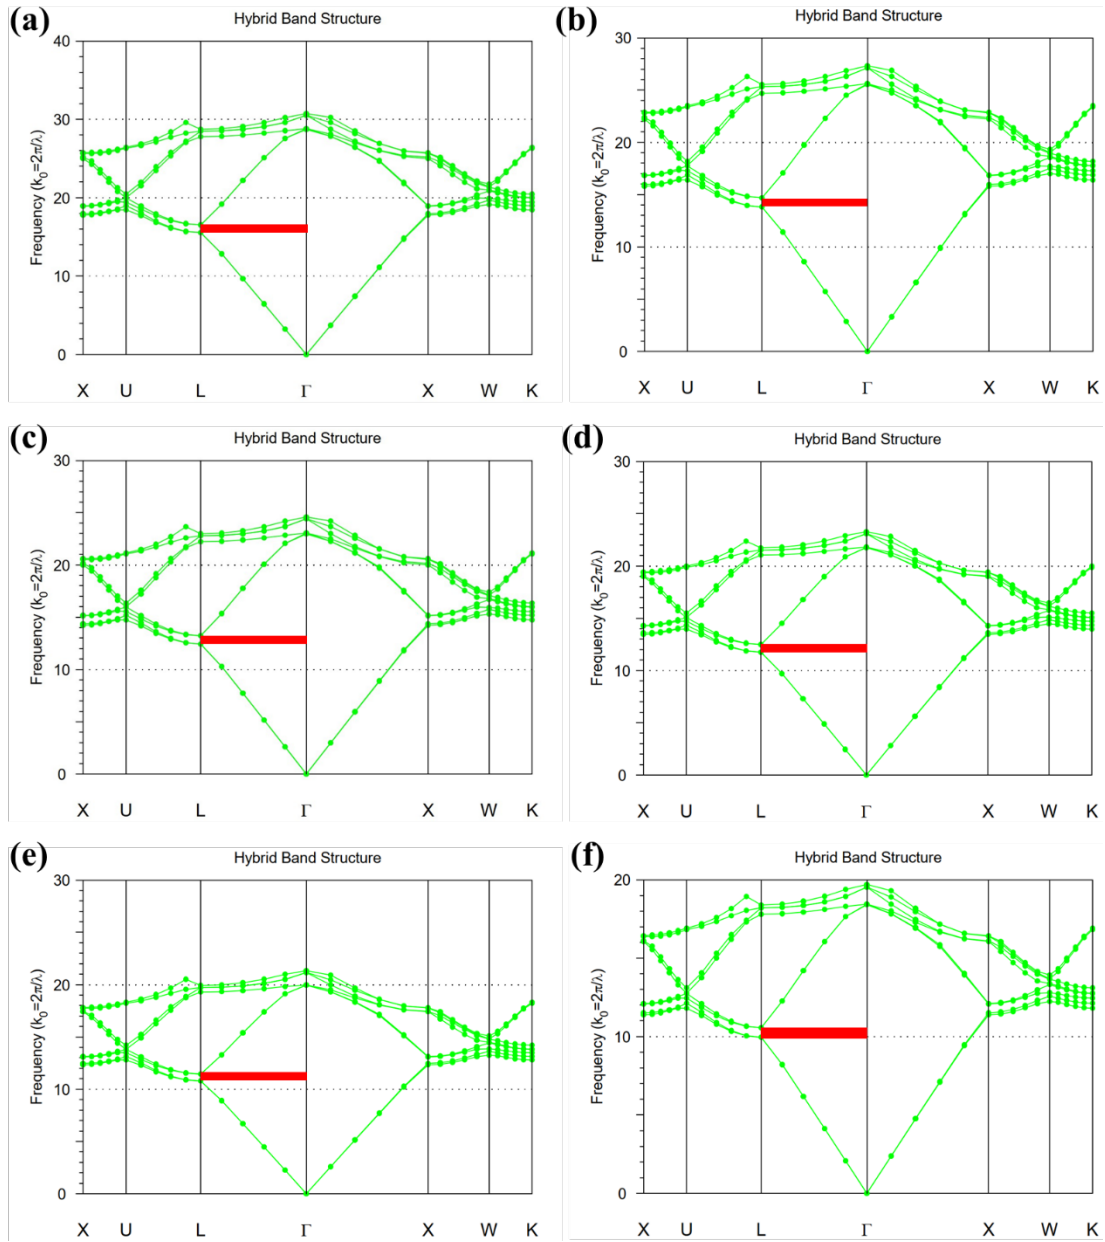 (a)
Hybrid Band Structure
Frequency (k₀=2π/λ)
40
30
20
10
0
X U L Γ X W K
(b)
Hybrid Band Structure
Frequency (k₀=2π/λ)
30
20
10
0
X U L Γ X W K
(c)
Hybrid Band Structure
Frequency (k₀=2π/λ)
30
20
10
0
X U L Γ X W K
(d)
Hybrid Band Structure
Frequency (k₀=2π/λ)
30
20
10
0
X U L Γ X W K
(e)
Hybrid Band Structure
Frequency (k₀=2π/λ)
30
20
10
0
X U L Γ X W K
(f)
Hybrid Band Structure
Frequency (k₀=2π/λ)
20
10
0
X U L Γ X W K